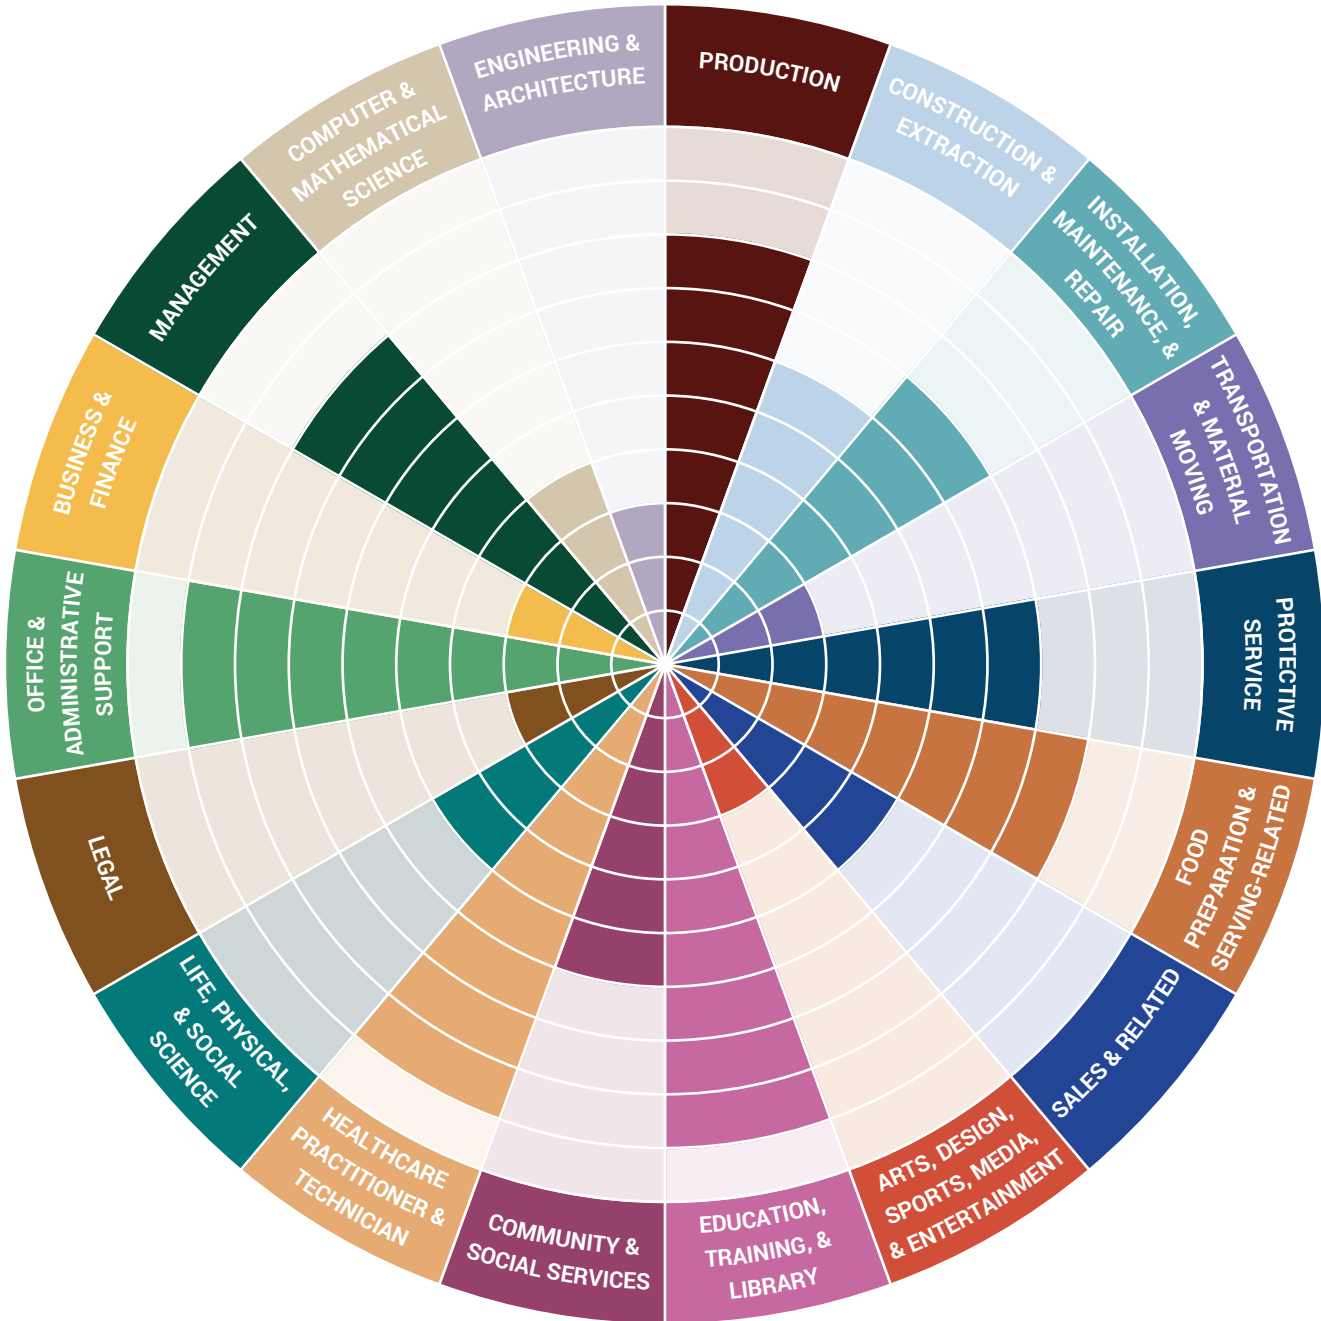 PRODUCTION
CONSTRUCTION &
EXTRACTION
INSTALLATION,
MAINTENANCE, &
REPAIR
TRANSPORTATION
& MATERIAL
MOVING
PROTECTIVE
SERVICE
FOOD
PREPARATION &
SERVING-RELATED
SALES & RELATED
ARTS, DESIGN,
SPORTS, MEDIA,
& ENTERTAINMENT
EDUCATION,
TRAINING, &
LIBRARY
COMMUNITY &
SOCIAL SERVICES
HEALTHCARE
PRACTITIONER &
TECHNICIAN
LIFE, PHYSICAL,
& SOCIAL
SCIENCE
LEGAL
OFFICE &
ADMINISTRATIVE
SUPPORT
BUSINESS &
FINANCE
MANAGEMENT
COMPUTER &
MATHEMATICAL
SCIENCE
ENGINEERING &
ARCHITECTURE